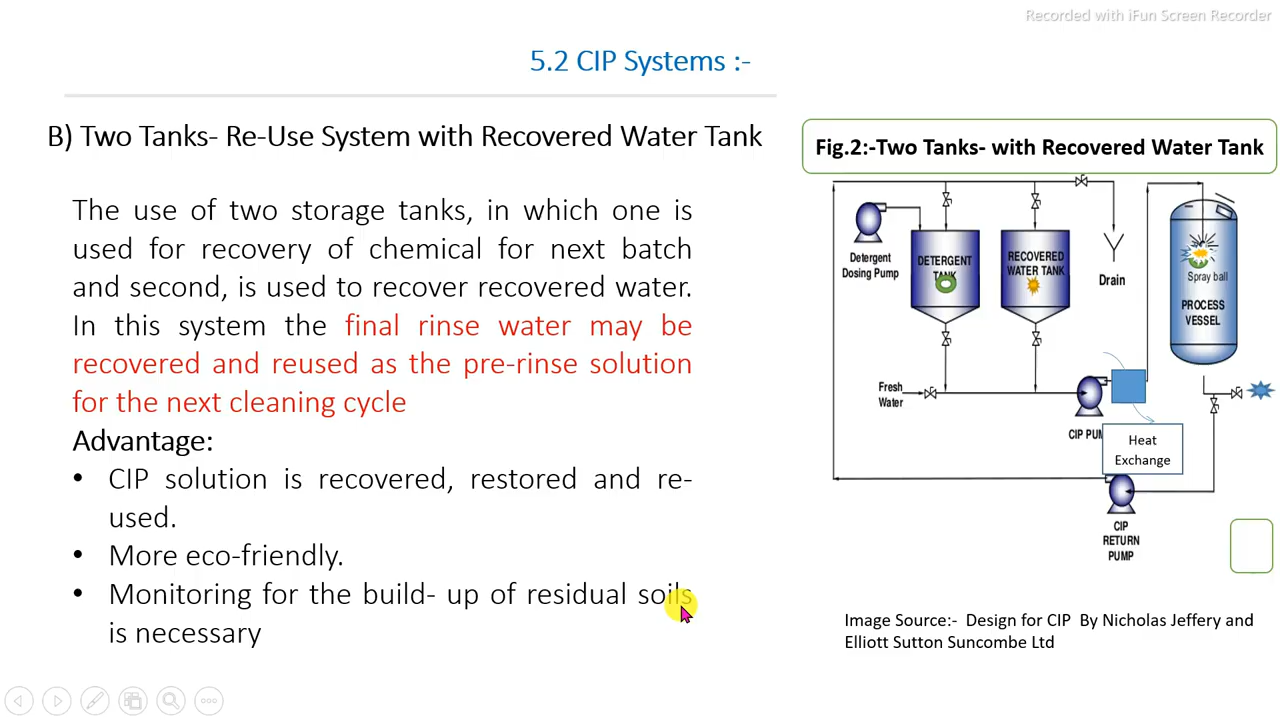 Recorded with iFun Screen Recorder
5.2 CIP Systems :-
B) Two Tanks- Re-Use System with Recovered Water Tank
The use of two storage tanks, in which one is
used for recovery of chemical for next batch
and second, is used to recover recovered water.
In this system the final rinse water may be
recovered and reused as the pre-rinse solution
for the next cleaning cycle
Advantage:
• CIP solution is recovered, restored and re-
used.
• More eco-friendly.
• Monitoring for the build- up of residual soils
is necessary
Fig.2:-Two Tanks- with Recovered Water Tank
Detergent
Dosing Pump
DETERGENT
TANK
RECOVERED
WATER TANK
Drain
Spray ball
PROCESS
VESSEL
Fresh
Water
CIP PUM
Heat
Exchange
CIP
RETURN
PUMP
Image Source:- Design for CIP By Nicholas Jeffery and
Elliott Sutton Suncombe Ltd